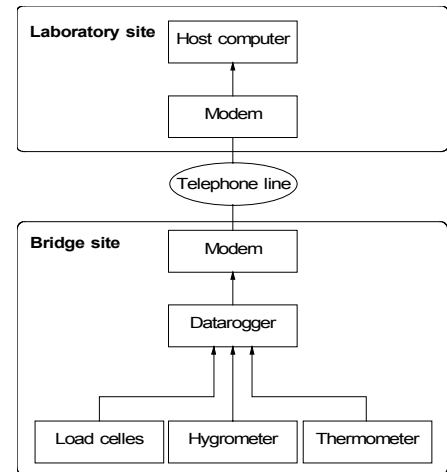 Laboratory site
Host computer
Modem
Telephone line
Bridge site
Modem
Datarogger
Load celles
Hygrometer
Thermometer